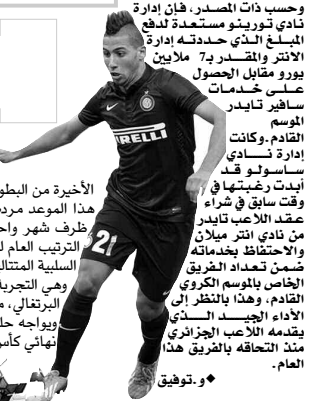 وحسب ذات المصدر، فإن إدارة
نادي تورينو مستعدة لدفع
المبلغ الذي حددته إدارة
الانتر والمقدر بـ7 ملايين
يورو مقابل الحصول
على خدمات
سافير تايدر
الموسم
القادم.وكانت
إدارة نادي
ساسولو قد
أبدت رغبتها في
وقت سابق في شراء
عقد اللاعب تايدر
من نادي انتر ميلان
والاحتفاظ بخدماته
ضمن تعداد الفريق
الخاص بالموسم الكروي
القادم، وهذا بالنظر إلى
الأداء الجيد الذي
يقدمه اللاعب الجزائري
منذ التحاقه بالفريق هذا
العام.
◆و.توفيق
الأخيرة من البطو
هذا الموعد مرد
ظرف شهر واح
الترتيب العام ل
السلبية المتتال
وهي التجربة
البرتغالي، م
ويواجه حل
نهائي كأس
PIRELLI
21